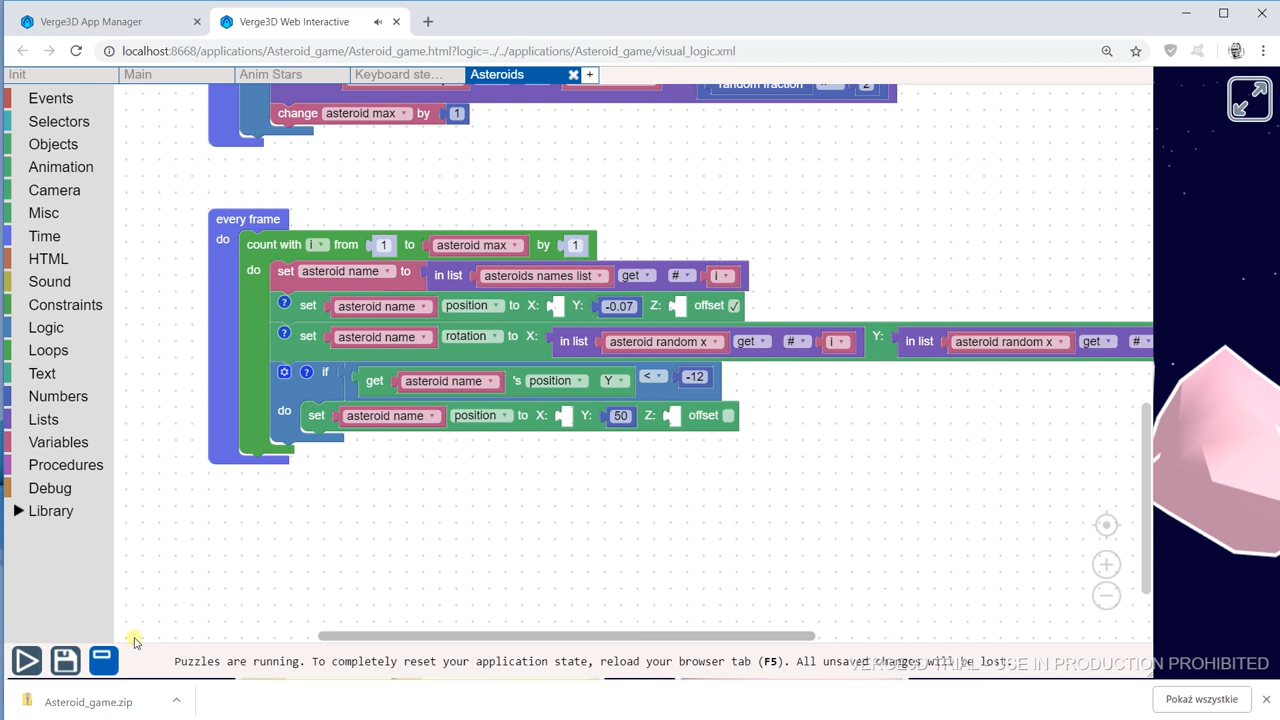 Verge3D App Manager
Verge3D Web Interactive
localhost:8668/applications/Asteroid_game/Asteroid_game.html?logic=../../applications/Asteroid_game/visual_logic.xml
Init Main Anim Stars Keyboard ste... Asteroids +
Events
Selectors
Objects
Animation
Camera
Misc
Time
HTML
Sound
Constraints
Logic
Loops
Text
Numbers
Lists
Variables
Procedures
Debug
Library
random fraction 2
change asteroid max by 1
every frame
do count with i from 1 to asteroid max by 1
do set asteroid name to in list asteroids names list get # i
? set asteroid name position to X: Y: -0.07 Z: offset ✓
? set asteroid name rotation to X: in list asteroid random x get # i Y: in list asteroid random x get #
? if get asteroid name 's position Y < -12
do set asteroid name position to X: Y: 50 Z: offset
Puzzles are running. To completely reset your application state, reload your browser tab (F5). All unsaved changes will be lost.
VERGE3D TRIAL - USE IN PRODUCTION PROHIBITED
Asteroid_game.zip
Pokaż wszystkie